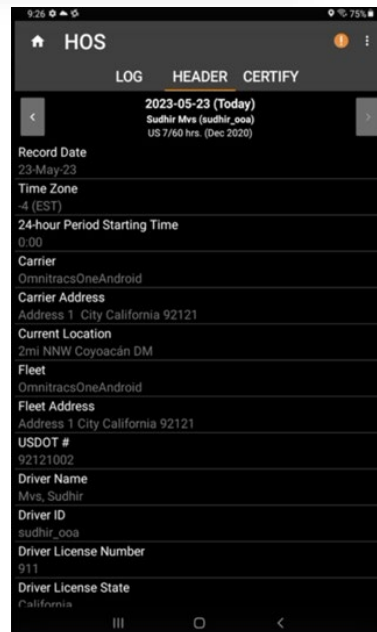 9:26 75%
HOS
LOG HEADER CERTIFY
2023-05-23 (Today)
Sudhir Mvs (sudhir_ooa)
US 7/60 hrs. (Dec 2020)
Record Date
23-May-23
Time Zone
-4 (EST)
24-hour Period Starting Time
0:00
Carrier
OmnitracsOneAndroid
Carrier Address
Address 1 City California 92121
Current Location
2mi NNW Coyoacán DM
Fleet
OmnitracsOneAndroid
Fleet Address
Address 1 City California 92121
USDOT #
92121002
Driver Name
Mvs, Sudhir
Driver ID
sudhir_ooa
Driver License Number
911
Driver License State
California